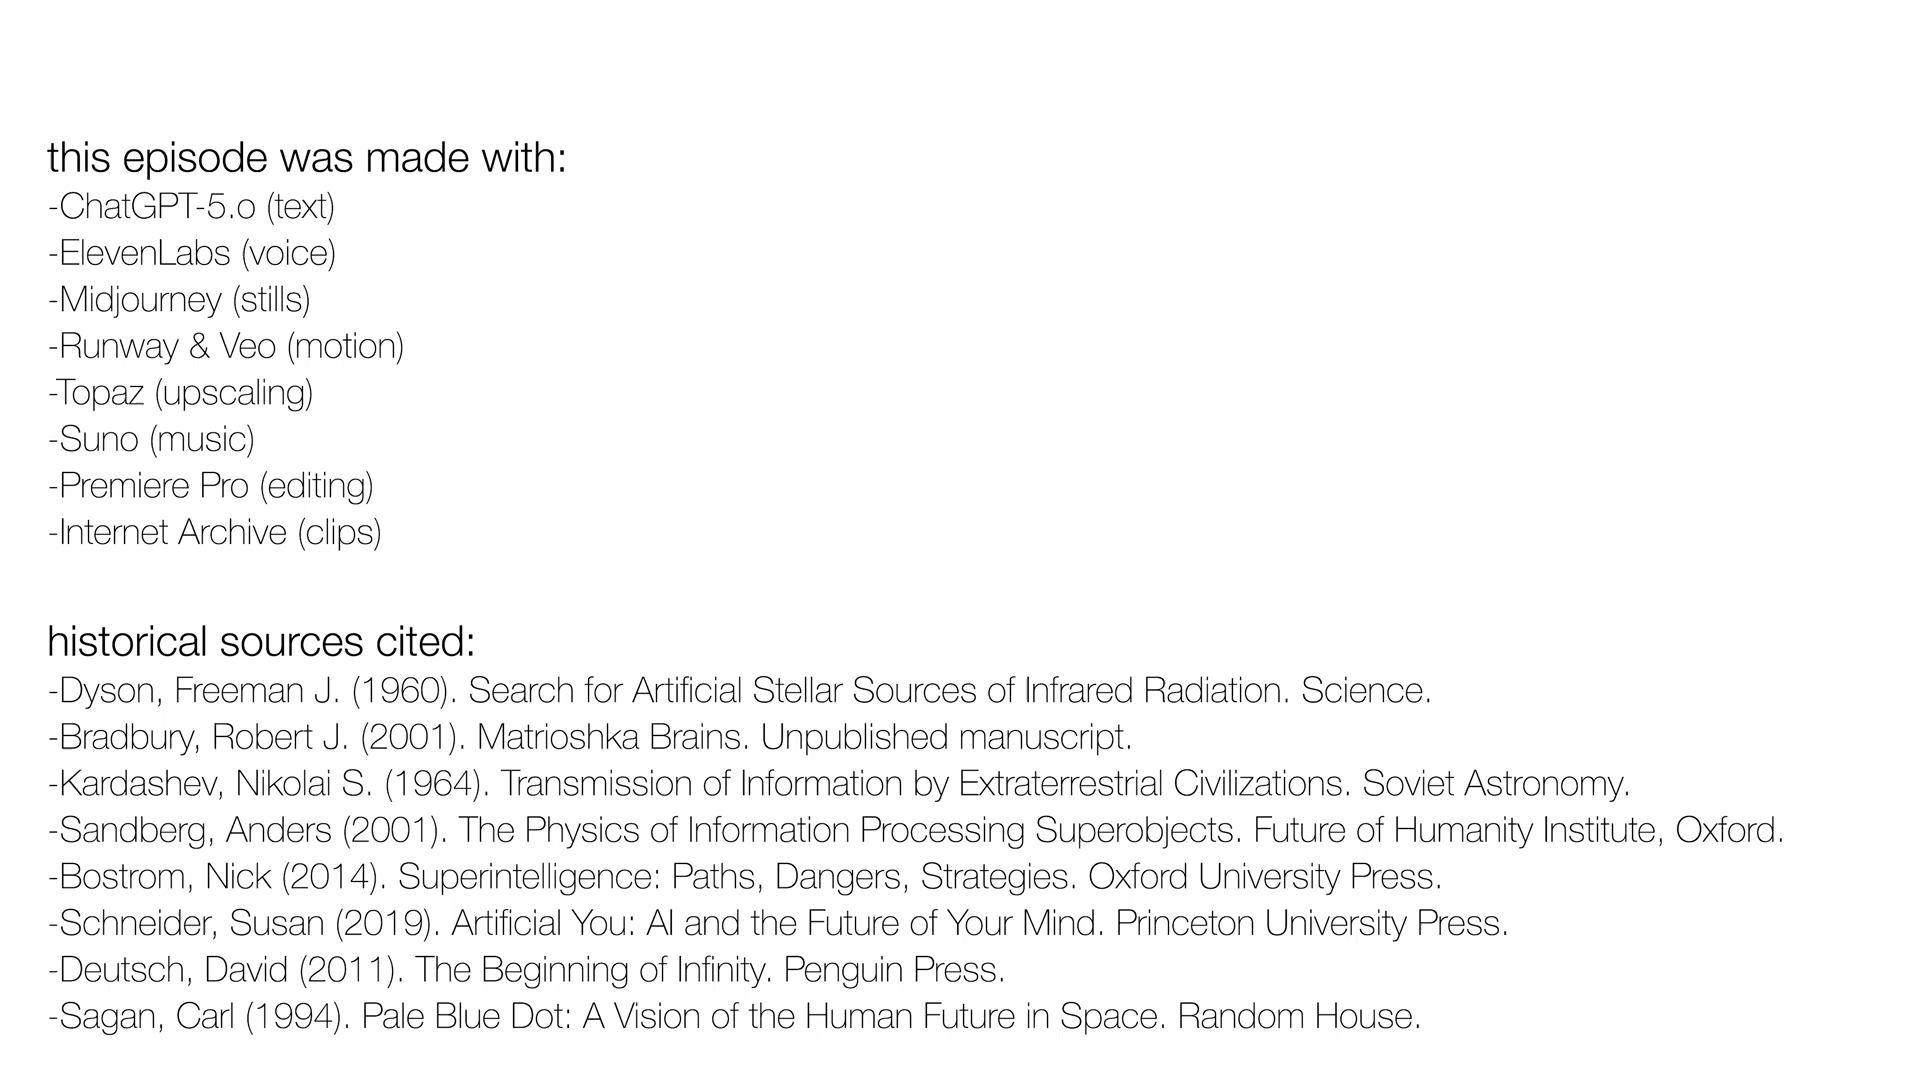 this episode was made with:
-ChatGPT-5.o (text)
-ElevenLabs (voice)
-Midjourney (stills)
-Runway & Veo (motion)
-Topaz (upscaling)
-Suno (music)
-Premiere Pro (editing)
-Internet Archive (clips)
historical sources cited:
-Dyson, Freeman J. (1960). Search for Artificial Stellar Sources of Infrared Radiation. Science.
-Bradbury, Robert J. (2001). Matrioshka Brains. Unpublished manuscript.
-Kardashev, Nikolai S. (1964). Transmission of Information by Extraterrestrial Civilizations. Soviet Astronomy.
-Sandberg, Anders (2001). The Physics of Information Processing Superobjects. Future of Humanity Institute, Oxford.
-Bostrom, Nick (2014). Superintelligence: Paths, Dangers, Strategies. Oxford University Press.
-Schneider, Susan (2019). Artificial You: AI and the Future of Your Mind. Princeton University Press.
-Deutsch, David (2011). The Beginning of Infinity. Penguin Press.
-Sagan, Carl (1994). Pale Blue Dot: A Vision of the Human Future in Space. Random House.